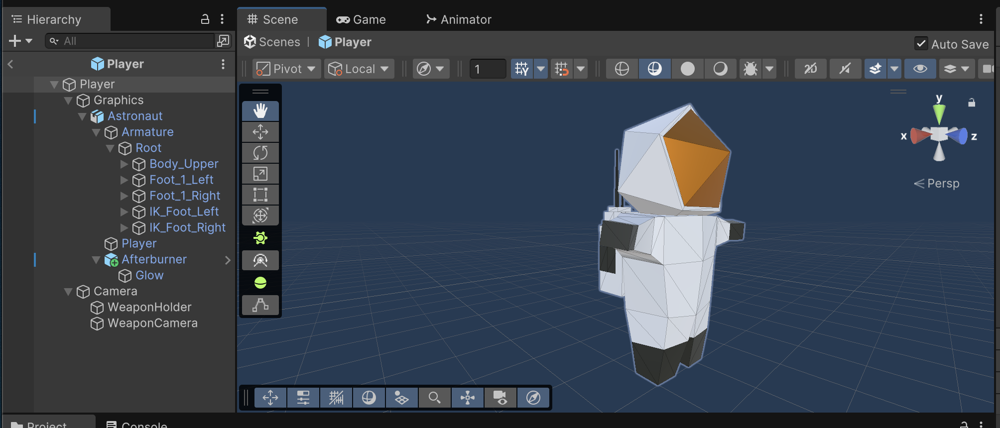 Hierarchy
Scene
Game
Animator
All
Scenes | Player
Auto Save
Player
Pivot
Local
1
2D
Player
Graphics
Astronaut
Armature
Root
Body_Upper
Foot_1_Left
Foot_1_Right
IK_Foot_Left
IK_Foot_Right
Player
Afterburner
Glow
Camera
WeaponHolder
WeaponCamera
y
x
z
Persp
Project
Console